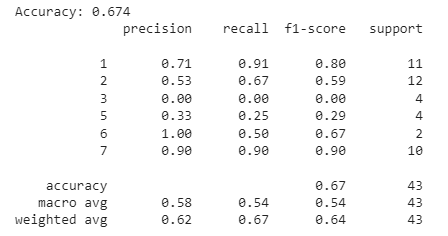 Accuracy: 0.674
precision recall f1-score support
1 0.71 0.91 0.80 11
2 0.53 0.67 0.59 12
3 0.00 0.00 0.00 4
5 0.33 0.25 0.29 4
6 1.00 0.50 0.67 2
7 0.90 0.90 0.90 10
accuracy 0.67 43
macro avg 0.58 0.54 0.54 43
weighted avg 0.62 0.67 0.64 43